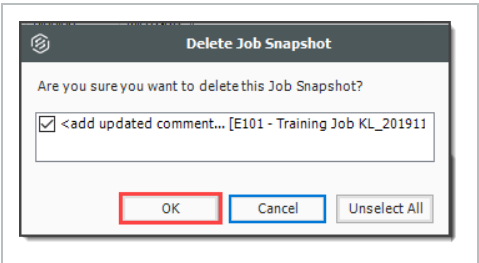 Delete Job Snapshot
Are you sure you want to delete this Job Snapshot?
<add updated comment... [E101 - Training Job KL_201911
OK Cancel Unselect All